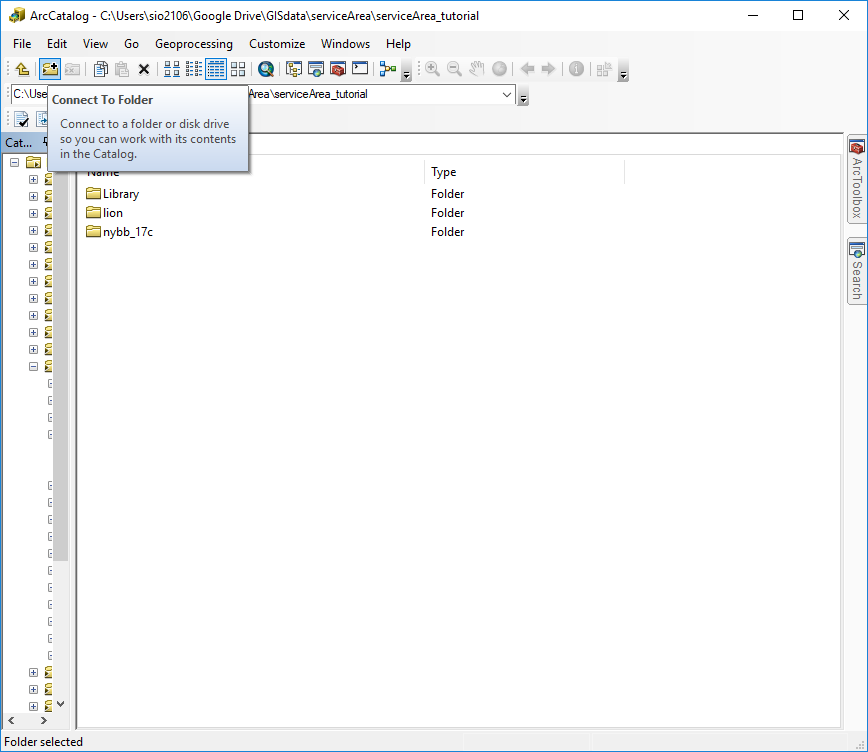 ArcCatalog - C:\Users\sio2106\Google Drive\GISdata\serviceArea\serviceArea_tutorial
File Edit View Go Geoprocessing Customize Windows Help
C:\Use
Area\serviceArea_tutorial
Connect To Folder
Connect to a folder or disk drive
so you can work with its contents
in the Catalog.
Cat...
Name Type
Library Folder
lion Folder
nybb_17c Folder
ArcToolbox
Search
Folder selected